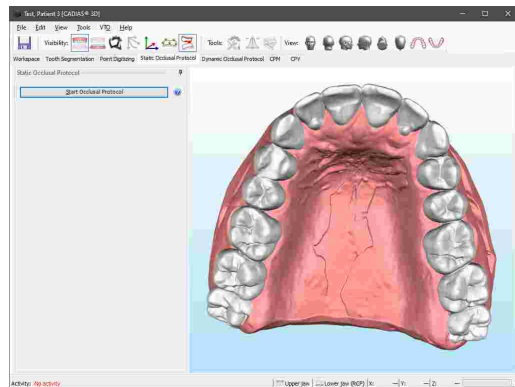 Test, Patient 3 [CADIAS® 3D]
File Edit View Tools VTO Help
Visibility: Tools: View:
Workspace Tooth Segmentation Point Digitizing Static Occlusal Protocol Dynamic Occlusal Protocol CPM CPV
Static Occlusal Protocol
Start Occlusal Protocol
Activity: No activity Upper Jaw Lower Jaw (RCP) X: -- Y: -- Z: --